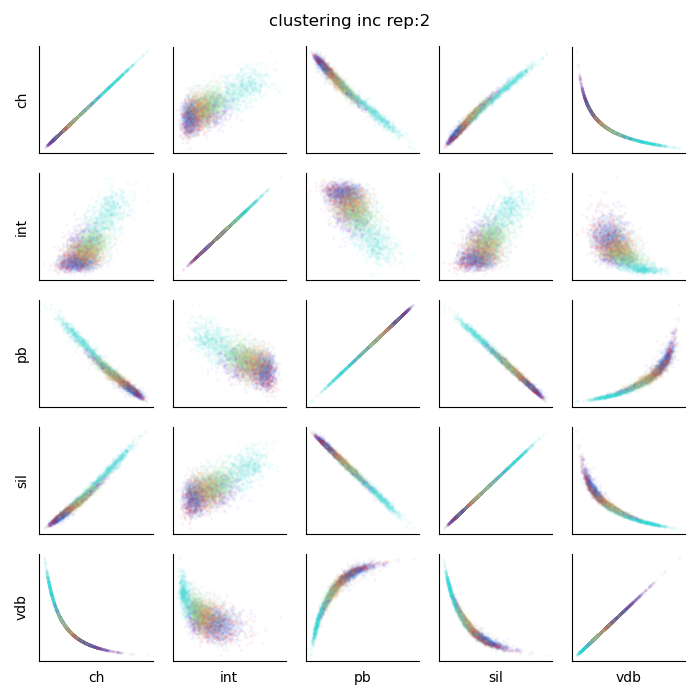 clustering inc rep:2
ch
int
pb
sil
vdb
ch
int
pb
sil
vdb